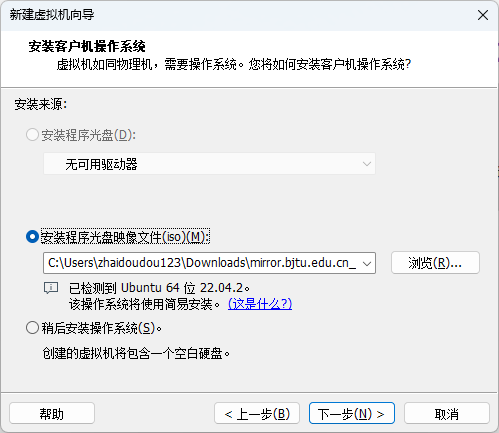 新建虚拟机向导
安装客户机操作系统
虚拟机如同物理机，需要操作系统。您将如何安装客户机操作系统?
安装来源:
安装程序光盘(D):
无可用驱动器
安装程序光盘映像文件(iso)(M):
C:\Users\zhaidoudou123\Downloads\mirror.bjtu.edu.cn_
浏览(R)...
已检测到 Ubuntu 64 位 22.04.2。
该操作系统将使用简易安装。 (这是什么?)
稍后安装操作系统(S)。
创建的虚拟机将包含一个空白硬盘。
帮助
< 上一步(B)
下一步(N) >
取消